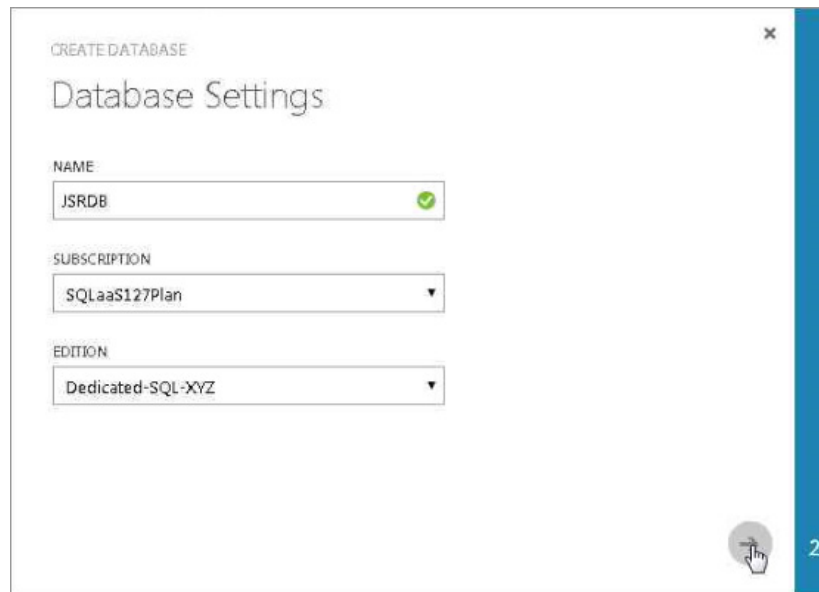 CREATE DATABASE
Database Settings
NAME
JSRDB
SUBSCRIPTION
SQLaaS127Plan
EDITION
Dedicated-SQL-XYZ
2